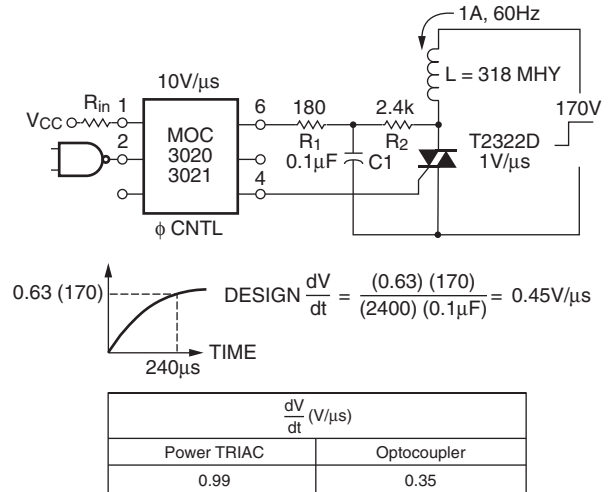 1A, 60Hz
10V/µs
L = 318 MHY
VCC Rin 1
6 180 2.4k
170V
MOC
3020
3021
2
R1 R2
0.1µF C1
T2322D
1V/µs
4
ϕ CNTL
0.63 (170)
DESIGN dV/dt = (0.63) (170)/(2400) (0.1µF) = 0.45V/µs
TIME
240µs
dV/dt (V/µs)
Power TRIAC Optocoupler
0.99 0.35